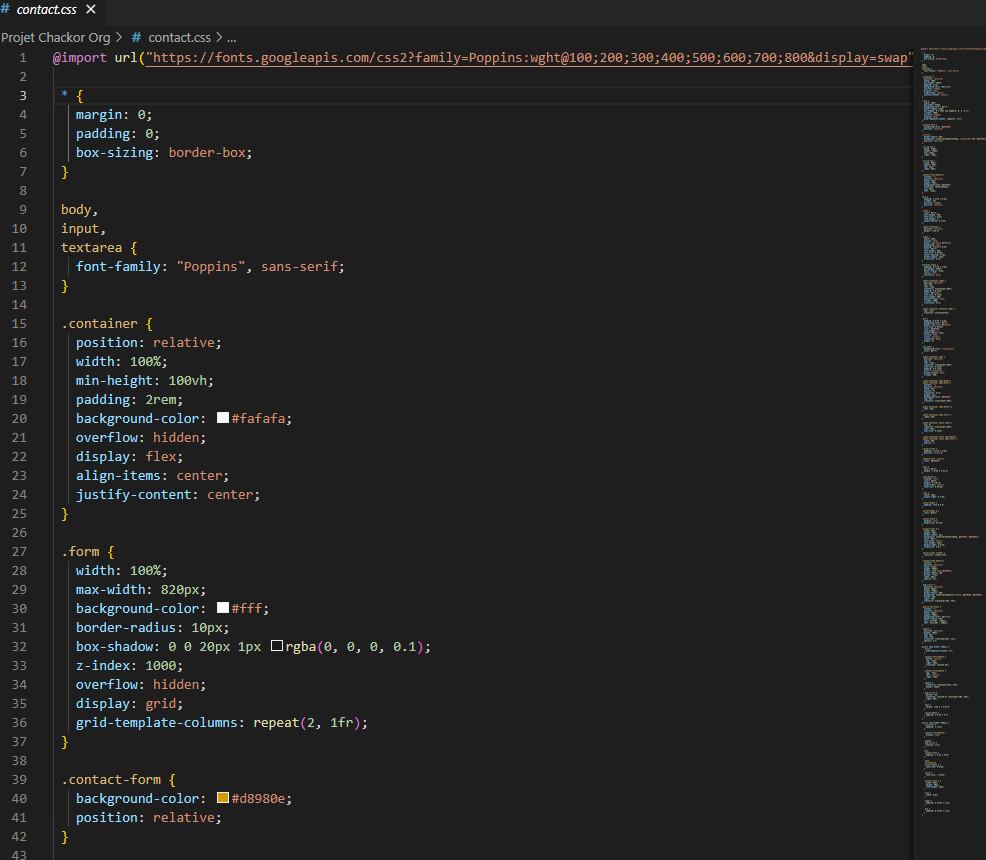 # contact.css ×
Projet Chackor Org > # contact.css > ...
1 @import url("https://fonts.googleapis.com/css2?family=Poppins:wght@100;200;300;400;500;600;700;800&display=swap"
2
3 * {
4 margin: 0;
5 padding: 0;
6 box-sizing: border-box;
7 }
8
9 body,
10 input,
11 textarea {
12 font-family: "Poppins", sans-serif;
13 }
14
15 .container {
16 position: relative;
17 width: 100%;
18 min-height: 100vh;
19 padding: 2rem;
20 background-color: #fafafa;
21 overflow: hidden;
22 display: flex;
23 align-items: center;
24 justify-content: center;
25 }
26
27 .form {
28 width: 100%;
29 max-width: 820px;
30 background-color: #fff;
31 border-radius: 10px;
32 box-shadow: 0 0 20px 1px rgba(0, 0, 0, 0.1);
33 z-index: 1000;
34 overflow: hidden;
35 display: grid;
36 grid-template-columns: repeat(2, 1fr);
37 }
38
39 .contact-form {
40 background-color: #d8980e;
41 position: relative;
42 }
43